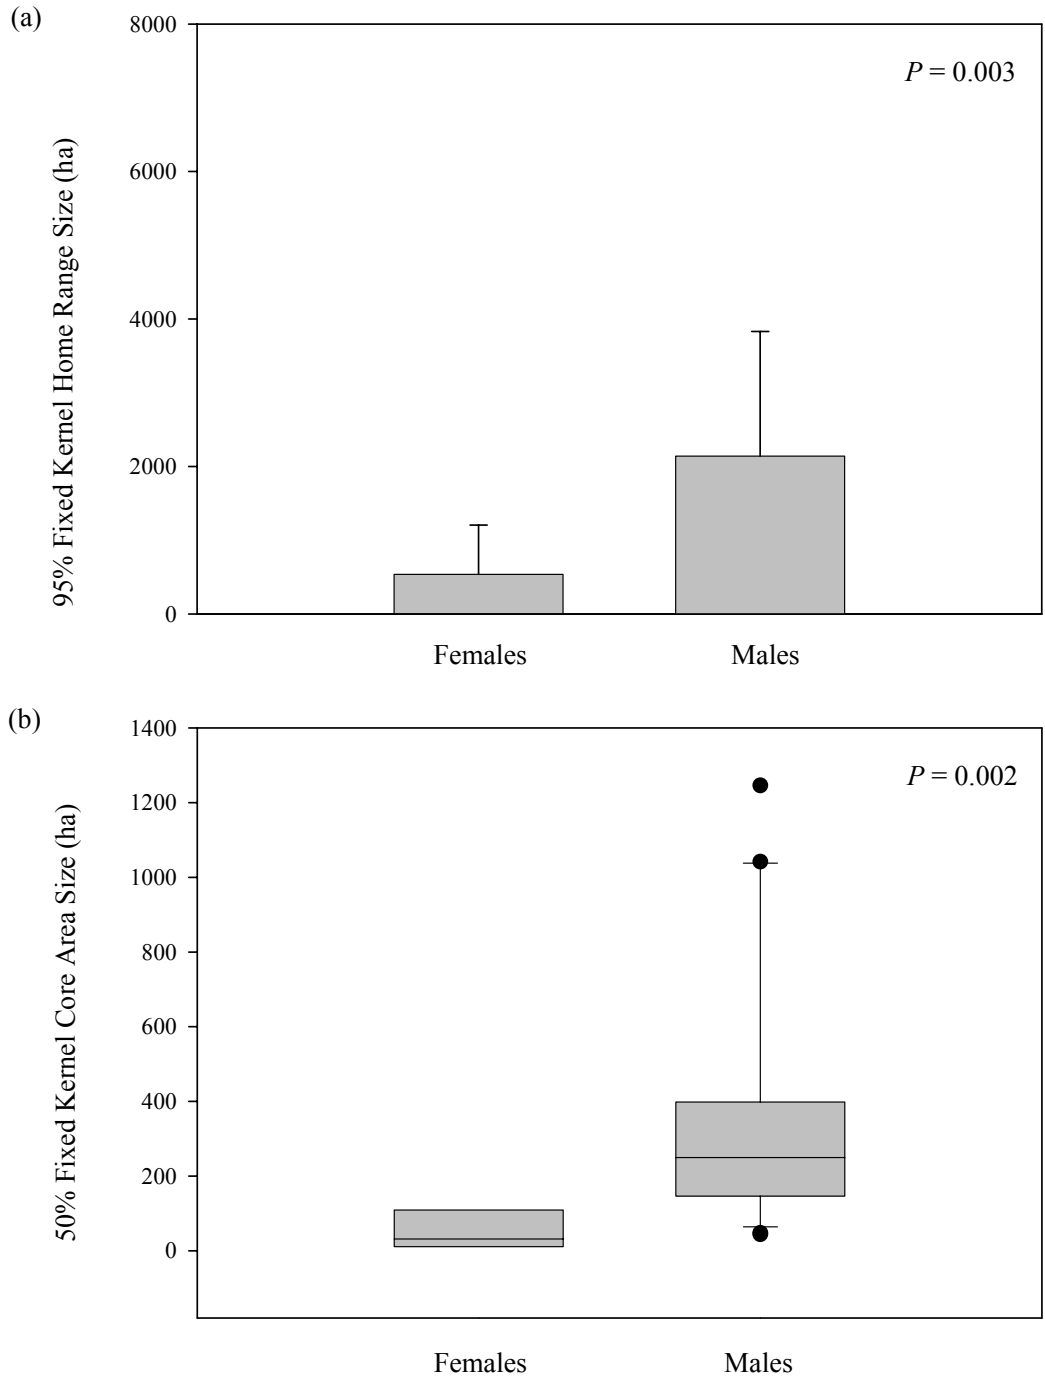 (a)
95% Fixed Kernel Home Range Size (ha)
8000
6000
4000
2000
0
P = 0.003
Females
Males
(b)
50% Fixed Kernel Core Area Size (ha)
1400
1200
1000
800
600
400
200
0
P = 0.002
Females
Males